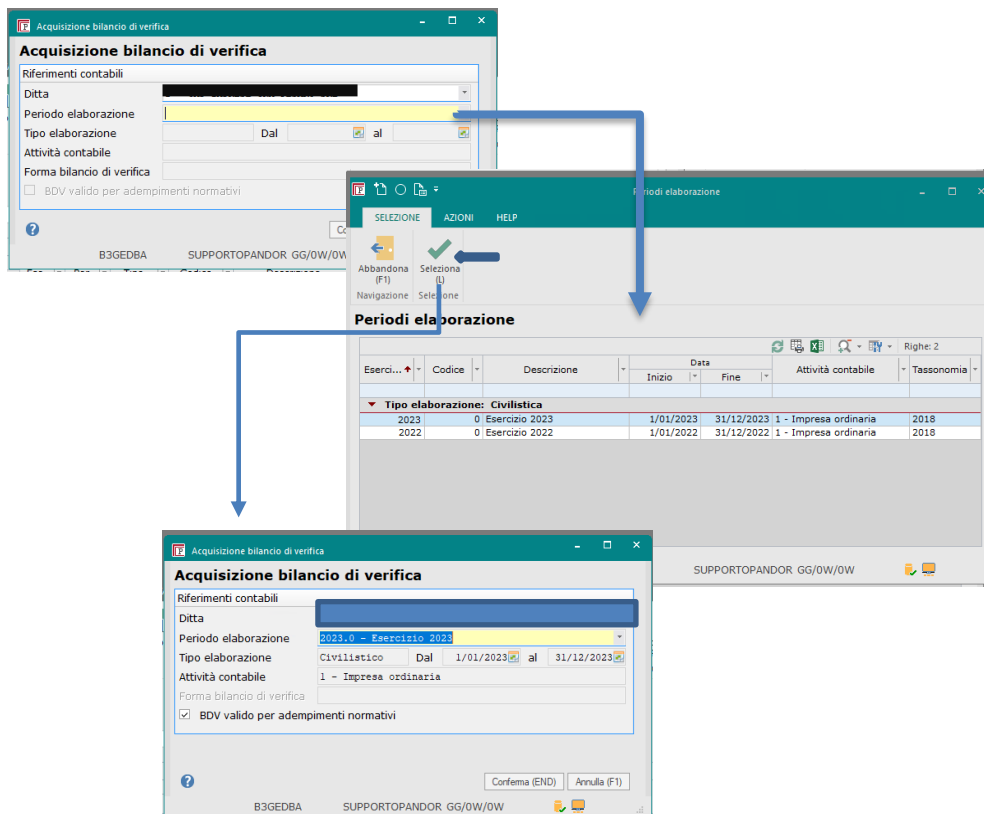 Acquisizione bilancio di verifica
Acquisizione bilancio di verifica
Riferimenti contabili
Ditta
Periodo elaborazione
Tipo elaborazione Dal al
Attività contabile
Forma bilancio di verifica
BDV valido per adempimenti normativi
B3GEDBA SUPPORTOPANDOR GG/0W/0W
Periodi elaborazione
SELEZIONE AZIONI HELP
Abbandona (F1) Seleziona (L)
Navigazione Selezione
Periodi elaborazione
Righe: 2
Eserci... Codice Descrizione Data Attività contabile Tassonomia
Inizio Fine
Tipo elaborazione: Civilistica
2023 0 Esercizio 2023 1/01/2023 31/12/2023 1 - Impresa ordinaria 2018
2022 0 Esercizio 2022 1/01/2022 31/12/2022 1 - Impresa ordinaria 2018
SUPPORTOPANDOR GG/0W/0W
Acquisizione bilancio di verifica
Acquisizione bilancio di verifica
Riferimenti contabili
Ditta
Periodo elaborazione 2023.0 - Esercizio 2023
Tipo elaborazione Civilistico Dal 1/01/2023 al 31/12/2023
Attività contabile 1 - Impresa ordinaria
Forma bilancio di verifica
BDV valido per adempimenti normativi
Conferma (END) Annulla (F1)
B3GEDBA SUPPORTOPANDOR GG/0W/0W